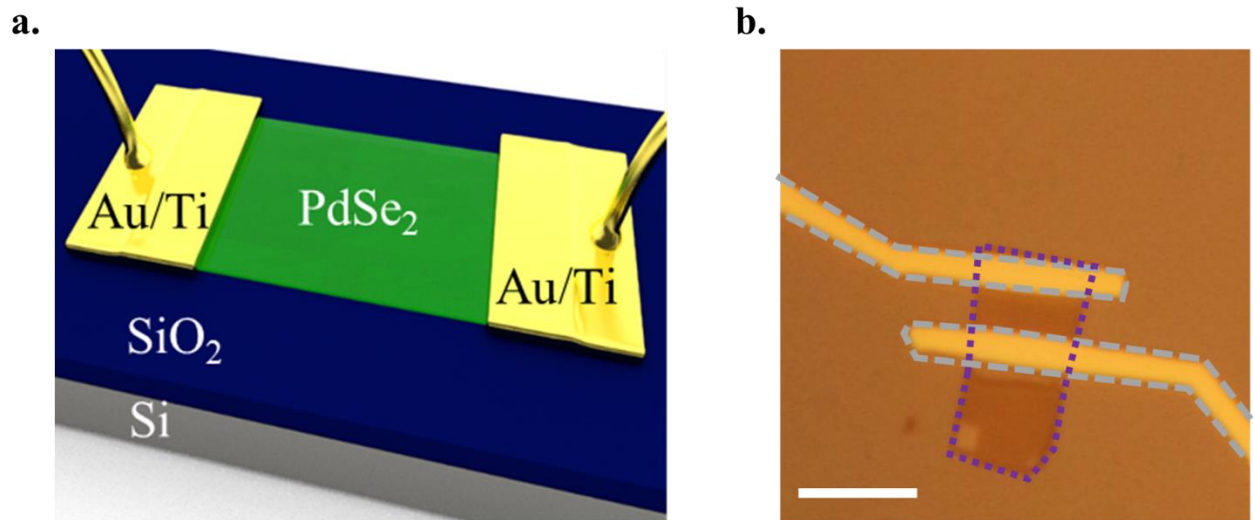 a.
b.
Au/Ti
PdSe₂
Au/Ti
SiO₂
Si